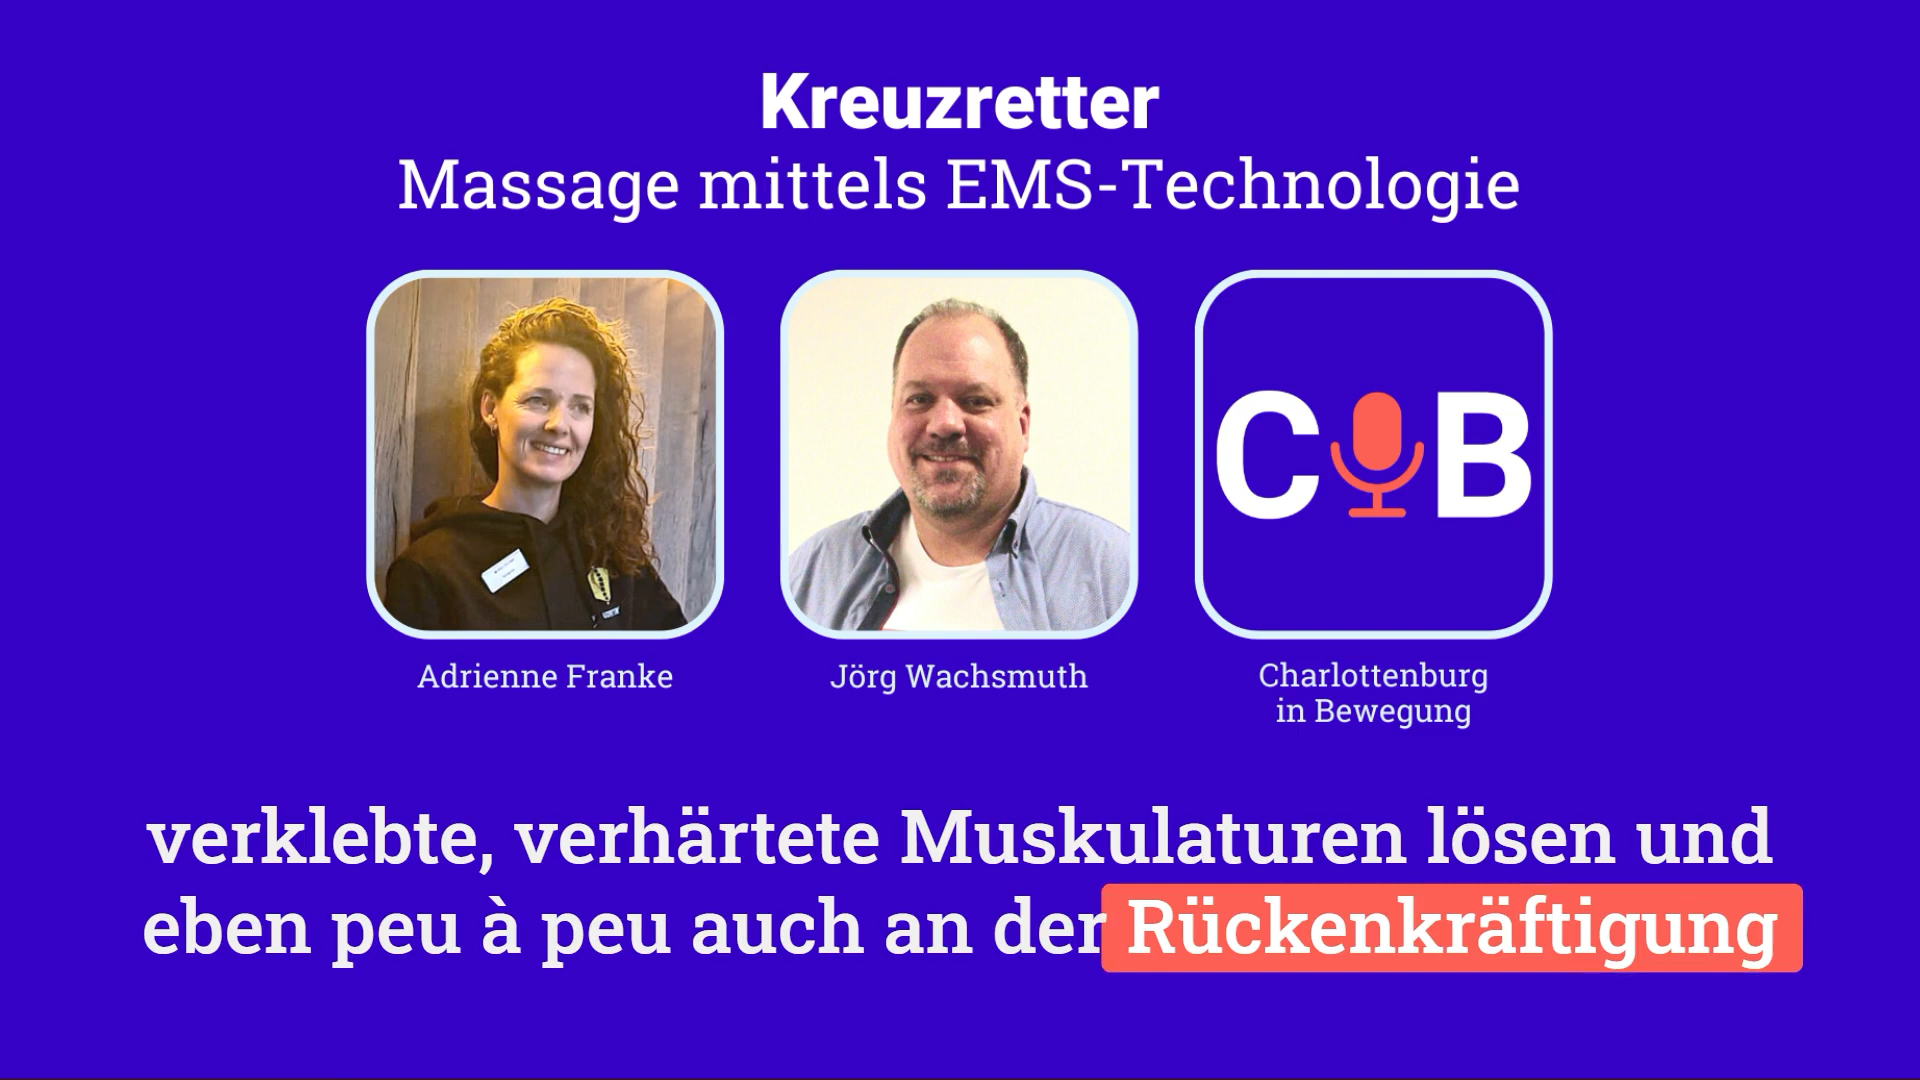 Kreuzretter
Massage mittels EMS-Technologie
C B
Adrienne Franke
Jörg Wachsmuth
Charlottenburg
in Bewegung
verklebte, verhärtete Muskulaturen lösen und
eben peu à peu auch an der Rückenkräftigung